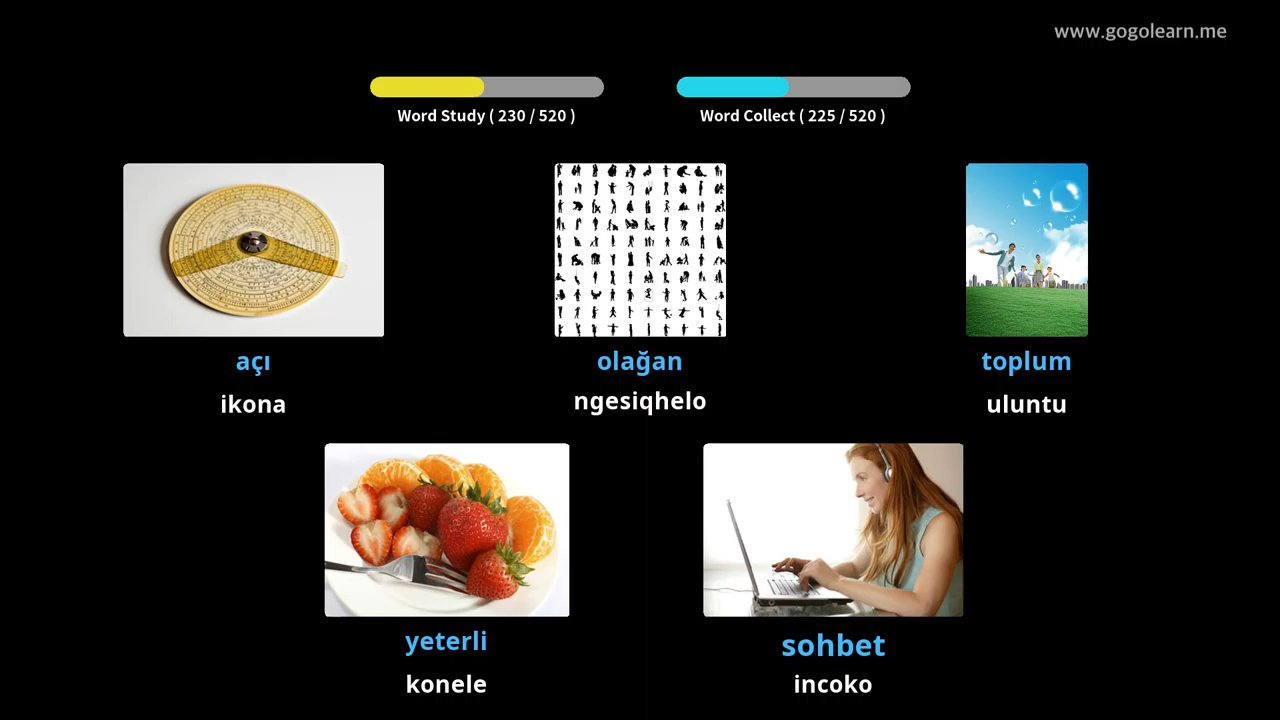 www.gogolearn.me
Word Study ( 230 / 520 )
Word Collect ( 225 / 520 )
açı
olağan
toplum
ikona
ngesiqhelo
uluntu
yeterli
sohbet
konele
incoko